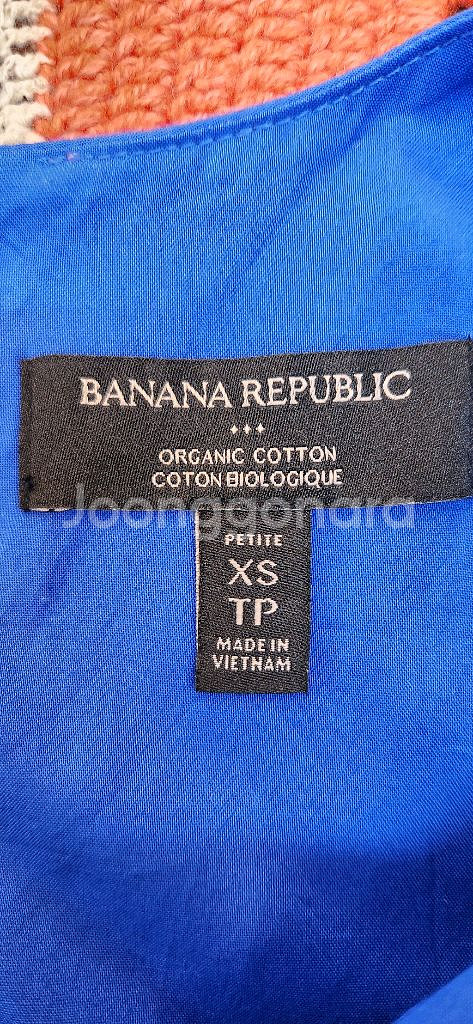 BANANA REPUBLIC
ORGANIC COTTON
COTON BIOLOGIQUE
Joonggonara
PETITE
XS
TP
MADE IN
VIETNAM